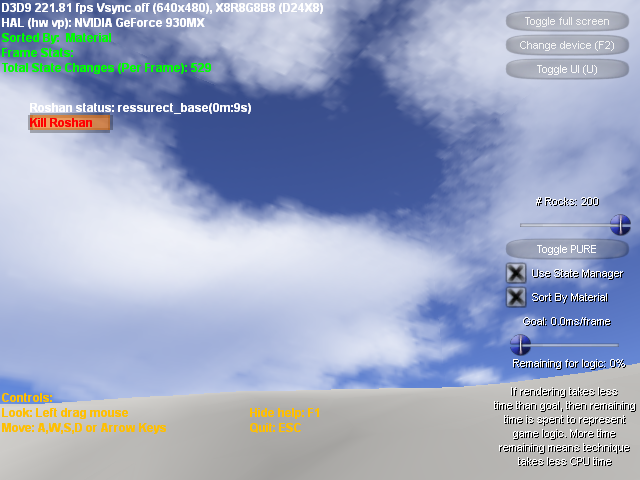 D3D9 221.81 fps Vsync off (640x480), X8R8G8B8 (D24X8)
HAL (hw vp): NVIDIA GeForce 930MX
Sorted By: Material
Frame Stats:
Total State Changes (Per Frame): 526
Toggle full screen
Change device (F2)
Toggle UI (U)
Roshan status: ressurect_base(0m:9s)
Kill Roshan
# Rocks: 200
Toggle PURE
Use State Manager
Sort By Material
Goal: 0.0ms/frame
Remaining for logic: 0%
If rendering takes less
time than goal, then remaining
time is spent to represent
game logic. More time
remaining means technique
takes less CPU time
Controls:
Look: Left drag mouse
Move: A,W,S,D or Arrow Keys
Hide help: F1
Quit: ESC